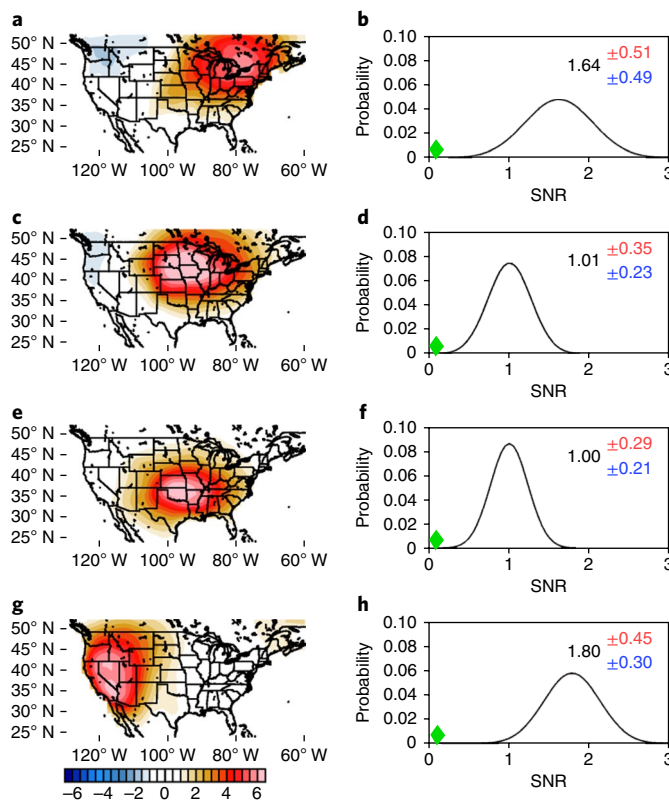 a
50° N
45° N
40° N
35° N
30° N
25° N
120° W 100° W 80° W 60° W
b
Probability
0.10
0.08
0.06
0.04
0.02
0
1.64
±0.51
±0.49
0 1 2 3
SNR
c
50° N
45° N
40° N
35° N
30° N
25° N
120° W 100° W 80° W 60° W
d
Probability
0.10
0.08
0.06
0.04
0.02
0
1.01
±0.35
±0.23
0 1 2 3
SNR
e
50° N
45° N
40° N
35° N
30° N
25° N
120° W 100° W 80° W 60° W
f
Probability
0.10
0.08
0.06
0.04
0.02
0
1.00
±0.29
±0.21
0 1 2 3
SNR
g
50° N
45° N
40° N
35° N
30° N
25° N
120° W 100° W 80° W 60° W
−6 −4 −2 0 2 4 6
h
Probability
0.10
0.08
0.06
0.04
0.02
0
1.80
±0.45
±0.30
0 1 2 3
SNR